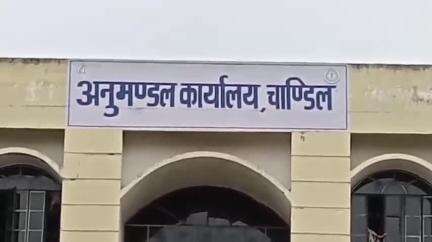 अनुमण्डल कार्यालय, चाण्डिल